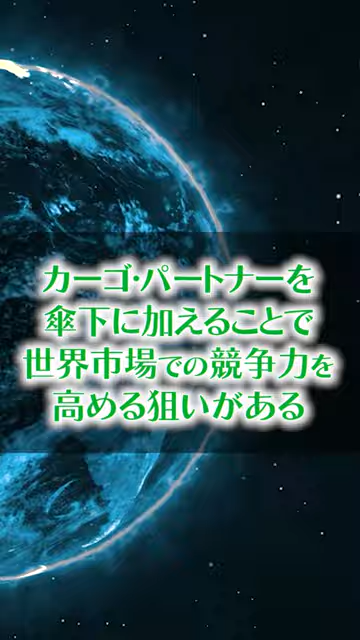 カーゴ・パートナーを
傘下に加えることで
世界市場での競争力を
高める狙いがある